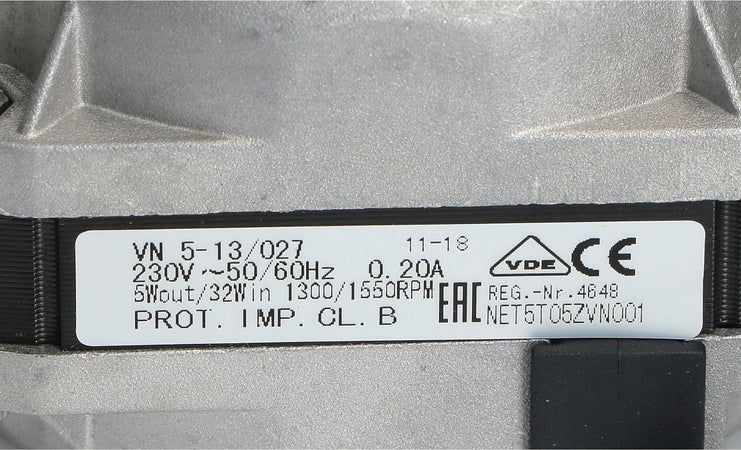 VN 5-13/027 11-18
230V ~50/60Hz 0.20A
5Wout/32Win 1300/1550RPM
PROT. IMP. CL. B
VDE CE
EAC REG.-Nr.4648
NET5T05ZVN001